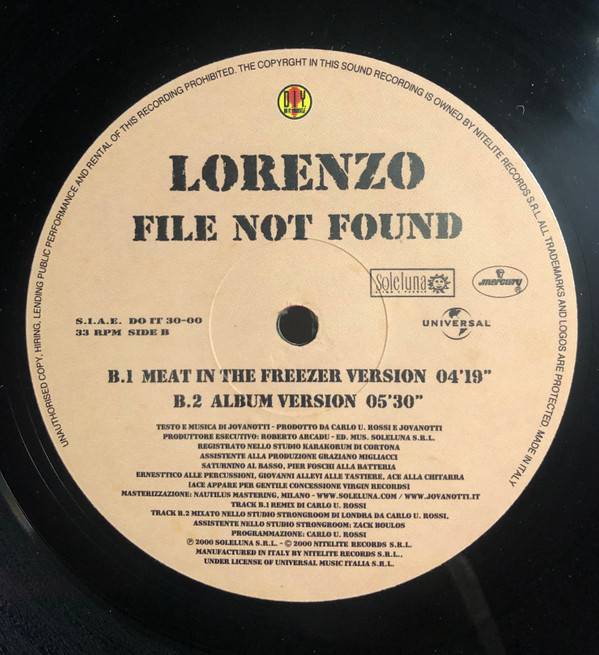 UNAUTHORISED COPY, HIRING, LENDING PUBLIC PERFORMANCE AND RENTAL OF THIS RECORDING PROHIBITED. THE COPYRGHT IN THIS SOUND RECORDING IS OWNED BY NITELITE RECORDS S.R.L. ALL TRADEMARKS AND LOGOS ARE PROTECTED. MADE IN ITALY
D.I.Y.
DO IT YOURSELF
LORENZO
FILE NOT FOUND
Soleluna
mercury
UNIVERSAL
S.I.A.E. DO IT 30-00
33 RPM SIDE B
B.1 MEAT IN THE FREEZER VERSION 04'19"
B.2 ALBUM VERSION 05'30"
TESTO E MUSICA DI JOVANOTTI - PRODOTTO DA CARLO U. ROSSI E JOVANOTTI
PRODUTTORE ESECUTIVO: ROBERTO ARCADU - ED. MUS. SOLELUNA S.R.L.
REGISTRATO NELLO STUDIO KARAKORUM DI CORTONA
ASSISTENTE ALLA PRODUZIONE GRAZIANO MIGLIACCI
SATURNINO AL BASSO, PIER FOSCHI ALLA BATTERIA
ERNESTTICO ALLE PERCUSSIONI, GIOVANNI ALLEVI ALLE TASTIERE, ACE ALLA CHITARRA
[ACE APPARE PER GENTILE CONCESSIONE VIRGIN RECORDS]
MASTERIZZAZIONE: NAUTILUS MASTERING, MILANO - WWW.SOLELUNA.COM / WWW.JOVANOTTI.IT
TRACK B.1 REMIX DI CARLO U. ROSSI
TRACK B.2 MIXATO NELLO STUDIO STRONGROOM DI LONDRA DA CARLO U. ROSSI,
ASSISTENTE NELLO STUDIO STRONGROOM: ZACK BOULOS
PROGRAMMAZIONE: CARLO U. ROSSI
℗ 2000 SOLELUNA S.R.L. - © 2000 NITELITE RECORDS S.R.L.
MANUFACTURED IN ITALY BY NITELITE RECORDS S.R.L.,
UNDER LICENSE OF UNIVERSAL MUSIC ITALIA S.R.L.